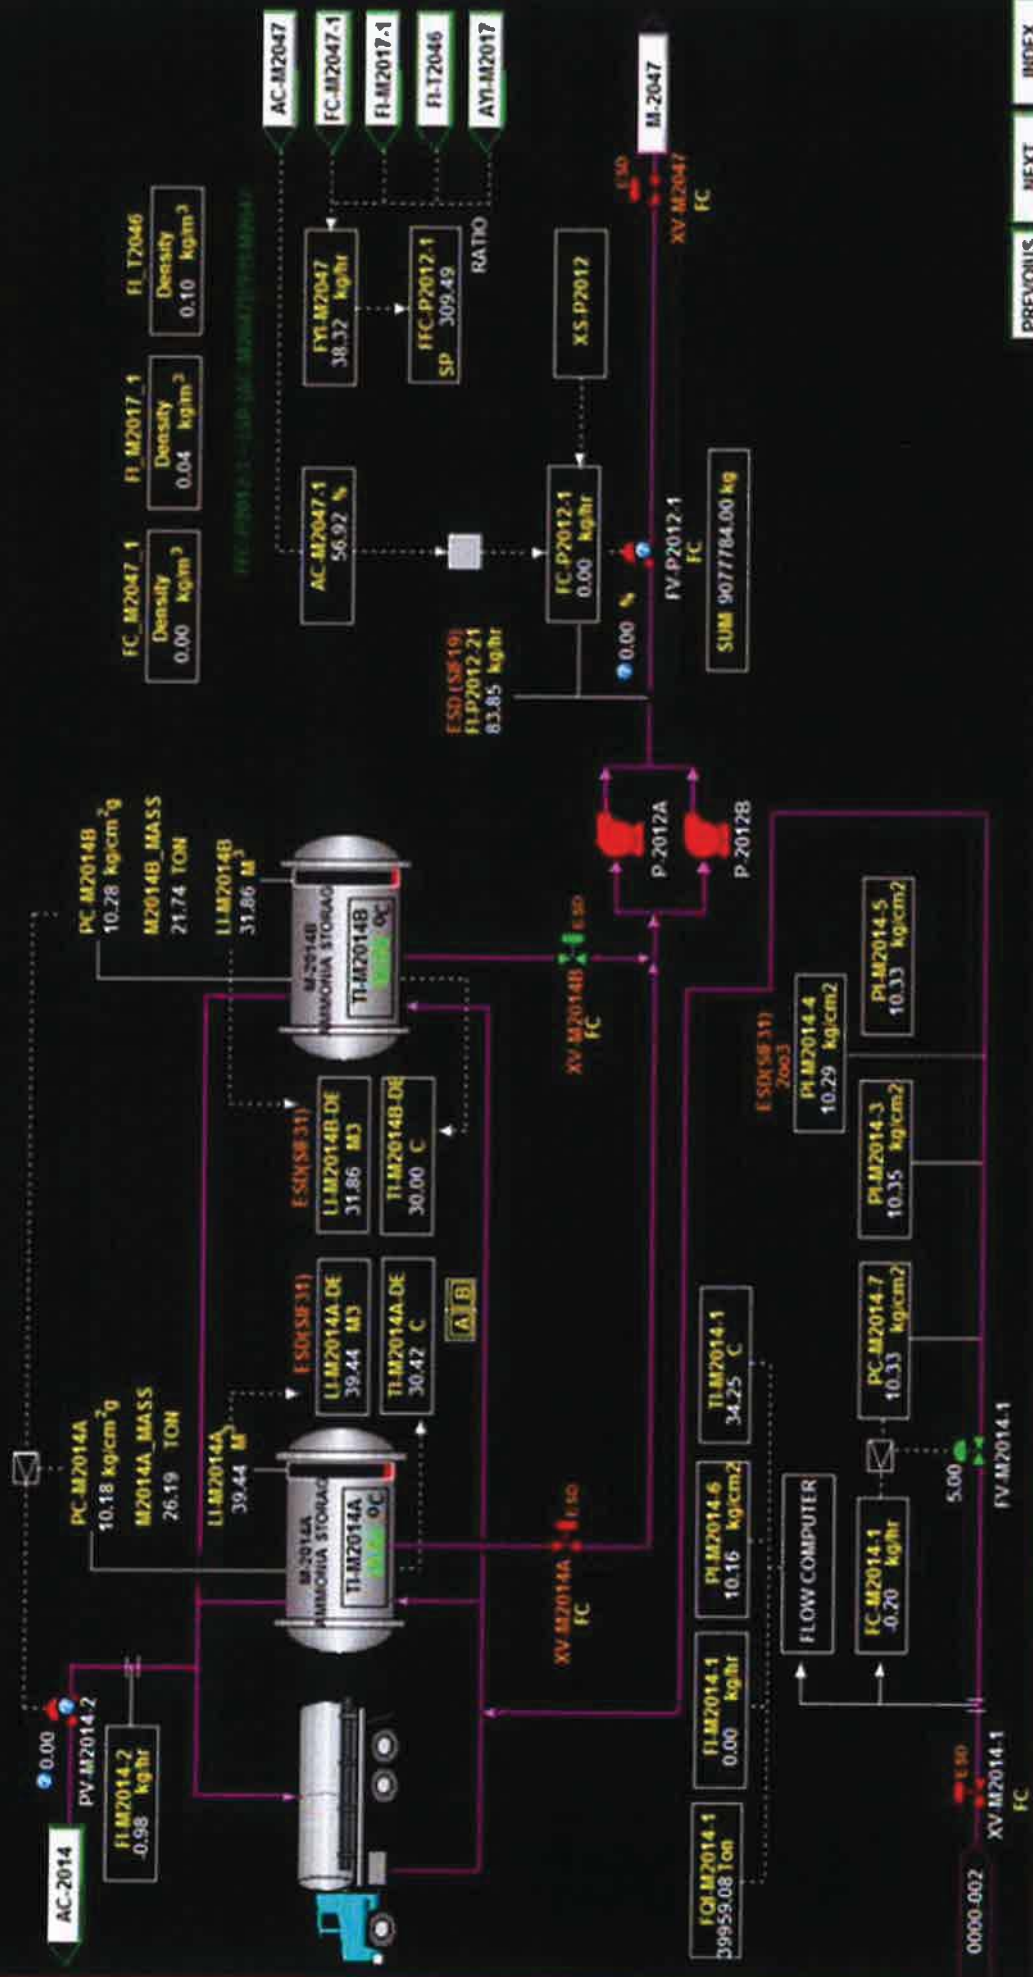 AC-2014
0.00
PV-M2014-2
FI-M2014-2
-0.98 kg/hr
PC-M2014A
10.18 kg/cm²g
M2014A_MASS
26.19 TON
LI-M2014A
39.44 M³
M-2014A
AMMONIA STORAG
TI-M2014A
ºC
ESD(SIF31)
LI-M2014A-DE
39.44 M3
TI-M2014A-DE
30.42 C
A B
XV-M2014A
FC
ESD
PC-M2014B
10.28 kg/cm²g
M2014B_MASS
21.74 TON
LI-M2014B
31.86 M³
M-2014B
AMMONIA STORAG
TI-M2014B
ºC
ESD(SIF31)
LI-M2014B-DE
31.86 M3
TI-M2014B-DE
30.00 C
XV-M2014B
FC
ESD
P-2012A
P-2012B
ESD (SIF19)
FI-P2012-21
83.85 kg/hr
FC_M2047_1
Density
0.00 kg/m³
FI_M2017_1
Density
0.04 kg/m³
FI_T2046
Density
0.10 kg/m³
AC-M2047
FC-M2047-1
FI-M2017-1
FI-T2046
AYI-M2017
AC-M2047-1
56.92 %
FYI-M2047
38.32 kg/hr
FFC-P2012-1
SP 309.49
RATIO
FC-P2012-1
0.00 kg/hr
XS-P2012
0.00 %
FV-P2012-1
FC
SUM 9077784.00 kg
ESD
XV-M2047
FC
M-2047
FQI-M2014-1
39959.08 Ton
FI-M2014-1
0.00 kg/hr
PI-M2014-6
10.16 kg/cm2
TI-M2014-1
34.25 C
FLOW COMPUTER
FC-M2014-1
-0.20 kg/hr
PC-M2014-7
10.33 kg/cm2
PI-M2014-3
10.35 kg/cm2
ESD(SIF31)
2oo3
PI-M2014-4
10.29 kg/cm2
PI-M2014-5
10.33 kg/cm2
0000-002
ESD
XV-M2014-1
FC
5.00
FV-M2014-1
PREVIOUS
NEXT
INDEX